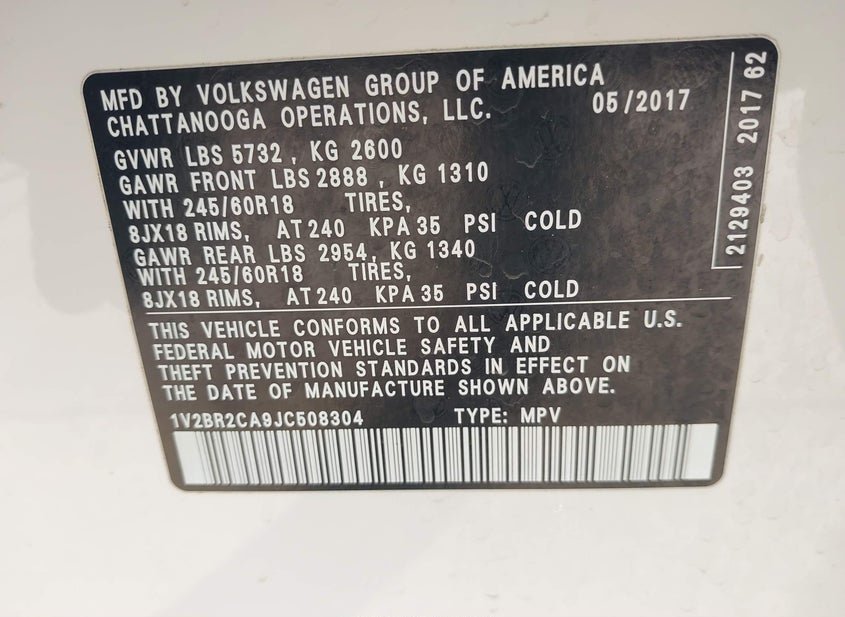 MFD BY VOLKSWAGEN GROUP OF AMERICA
CHATTANOOGA OPERATIONS, LLC. 05/2017
GVWR LBS 5732 , KG 2600
GAWR FRONT LBS 2888 , KG 1310
WITH 245/60R18 TIRES,
8JX18 RIMS, AT 240 KPA 35 PSI COLD
GAWR REAR LBS 2954, KG 1340
WITH 245/60R18 TIRES,
8JX18 RIMS, AT 240 KPA 35 PSI COLD
THIS VEHICLE CONFORMS TO ALL APPLICABLE U.S.
FEDERAL MOTOR VEHICLE SAFETY AND
THEFT PREVENTION STANDARDS IN EFFECT ON
THE DATE OF MANUFACTURE SHOWN ABOVE.
1V2BR2CA9JC508304 TYPE: MPV
2129403 2017 62